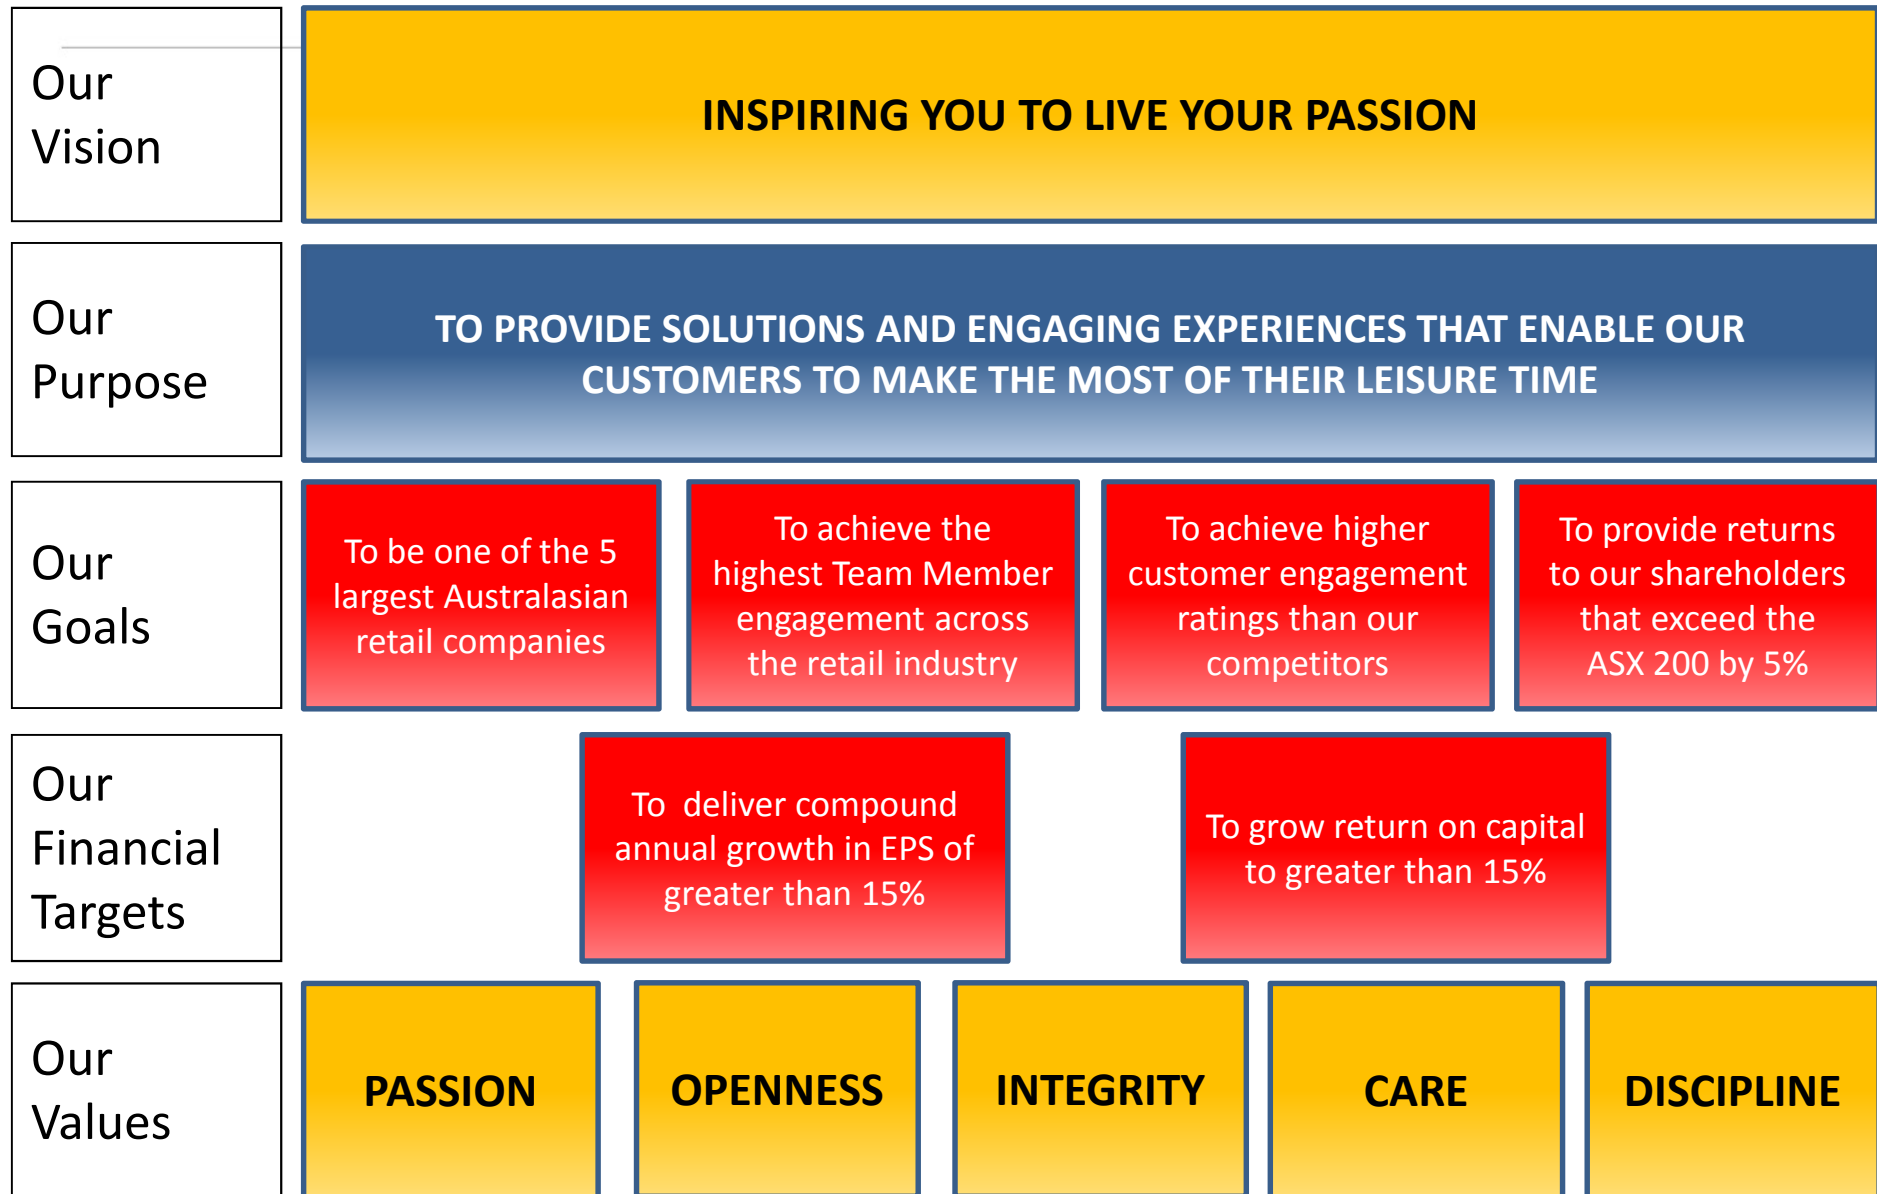 Our
Vision
INSPIRING YOU TO LIVE YOUR PASSION
Our
Purpose
TO PROVIDE SOLUTIONS AND ENGAGING EXPERIENCES THAT ENABLE OUR
CUSTOMERS TO MAKE THE MOST OF THEIR LEISURE TIME
Our
Goals
To be one of the 5
largest Australasian
retail companies
To achieve the
highest Team Member
engagement across
the retail industry
To achieve higher
customer engagement
ratings than our
competitors
To provide returns
to our shareholders
that exceed the
ASX 200 by 5%
Our
Financial
Targets
To deliver compound
annual growth in EPS of
greater than 15%
To grow return on capital
to greater than 15%
Our
Values
PASSION
OPENNESS
INTEGRITY
CARE
DISCIPLINE